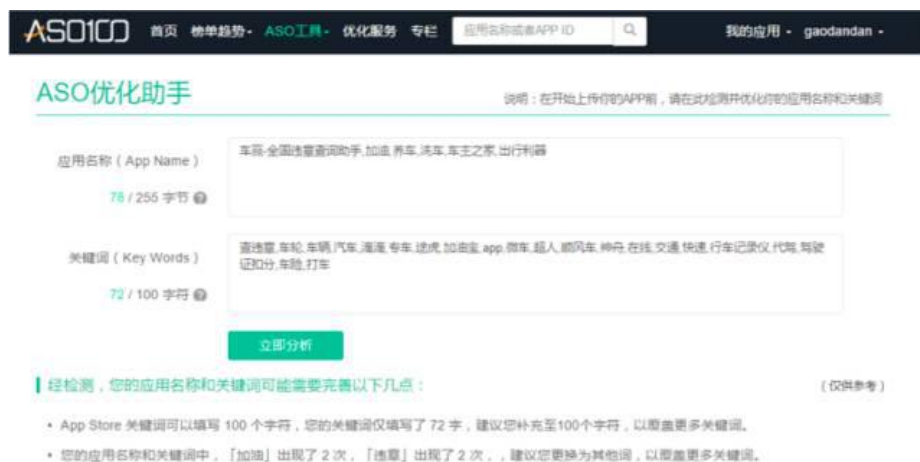 ASO100 首页 榜单趋势 ASO工具 优化服务 专栏 应用名称或者APP ID 我的应用 gaodandan
ASO优化助手
说明：在开始上传你的APP前，请在此检测并优化你的应用名称和关键词
应用名称（App Name）
78 / 255 字节
车易-全国违章查询助手,加油,养车,洗车,车主之家,出行利器
关键词（Key Words）
72 / 100 字符
查违章,车轮,车辆,汽车,滴滴,专车,途虎,加油宝,app,微车,超人,顺风车,神舟,在线,交通,快速,行车记录仪,代驾,驾驶
证扣分,车险,打车
立即分析
经检测，您的应用名称和关键词可能需要完善以下几点：
（仅供参考）
• App Store 关键词可以填写 100 个字符，您的关键词仅填写了 72 字，建议您补充至100个字符，以覆盖更多关键词。
• 您的应用名称和关键词中，「加油」出现了 2 次，「违章」出现了 2 次，，建议您更换为其他词，以覆盖更多关键词。